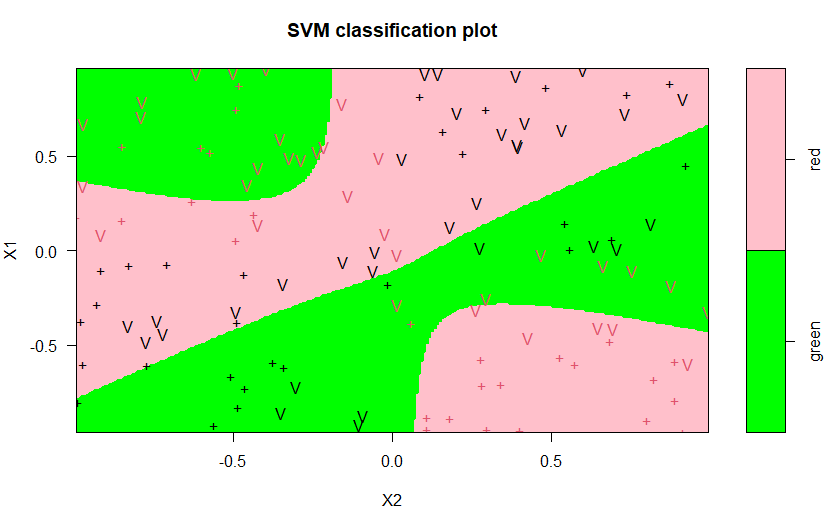 SVM classification plot
X1
0.5
0.0
-0.5
-0.5
0.0
0.5
X2
red
green